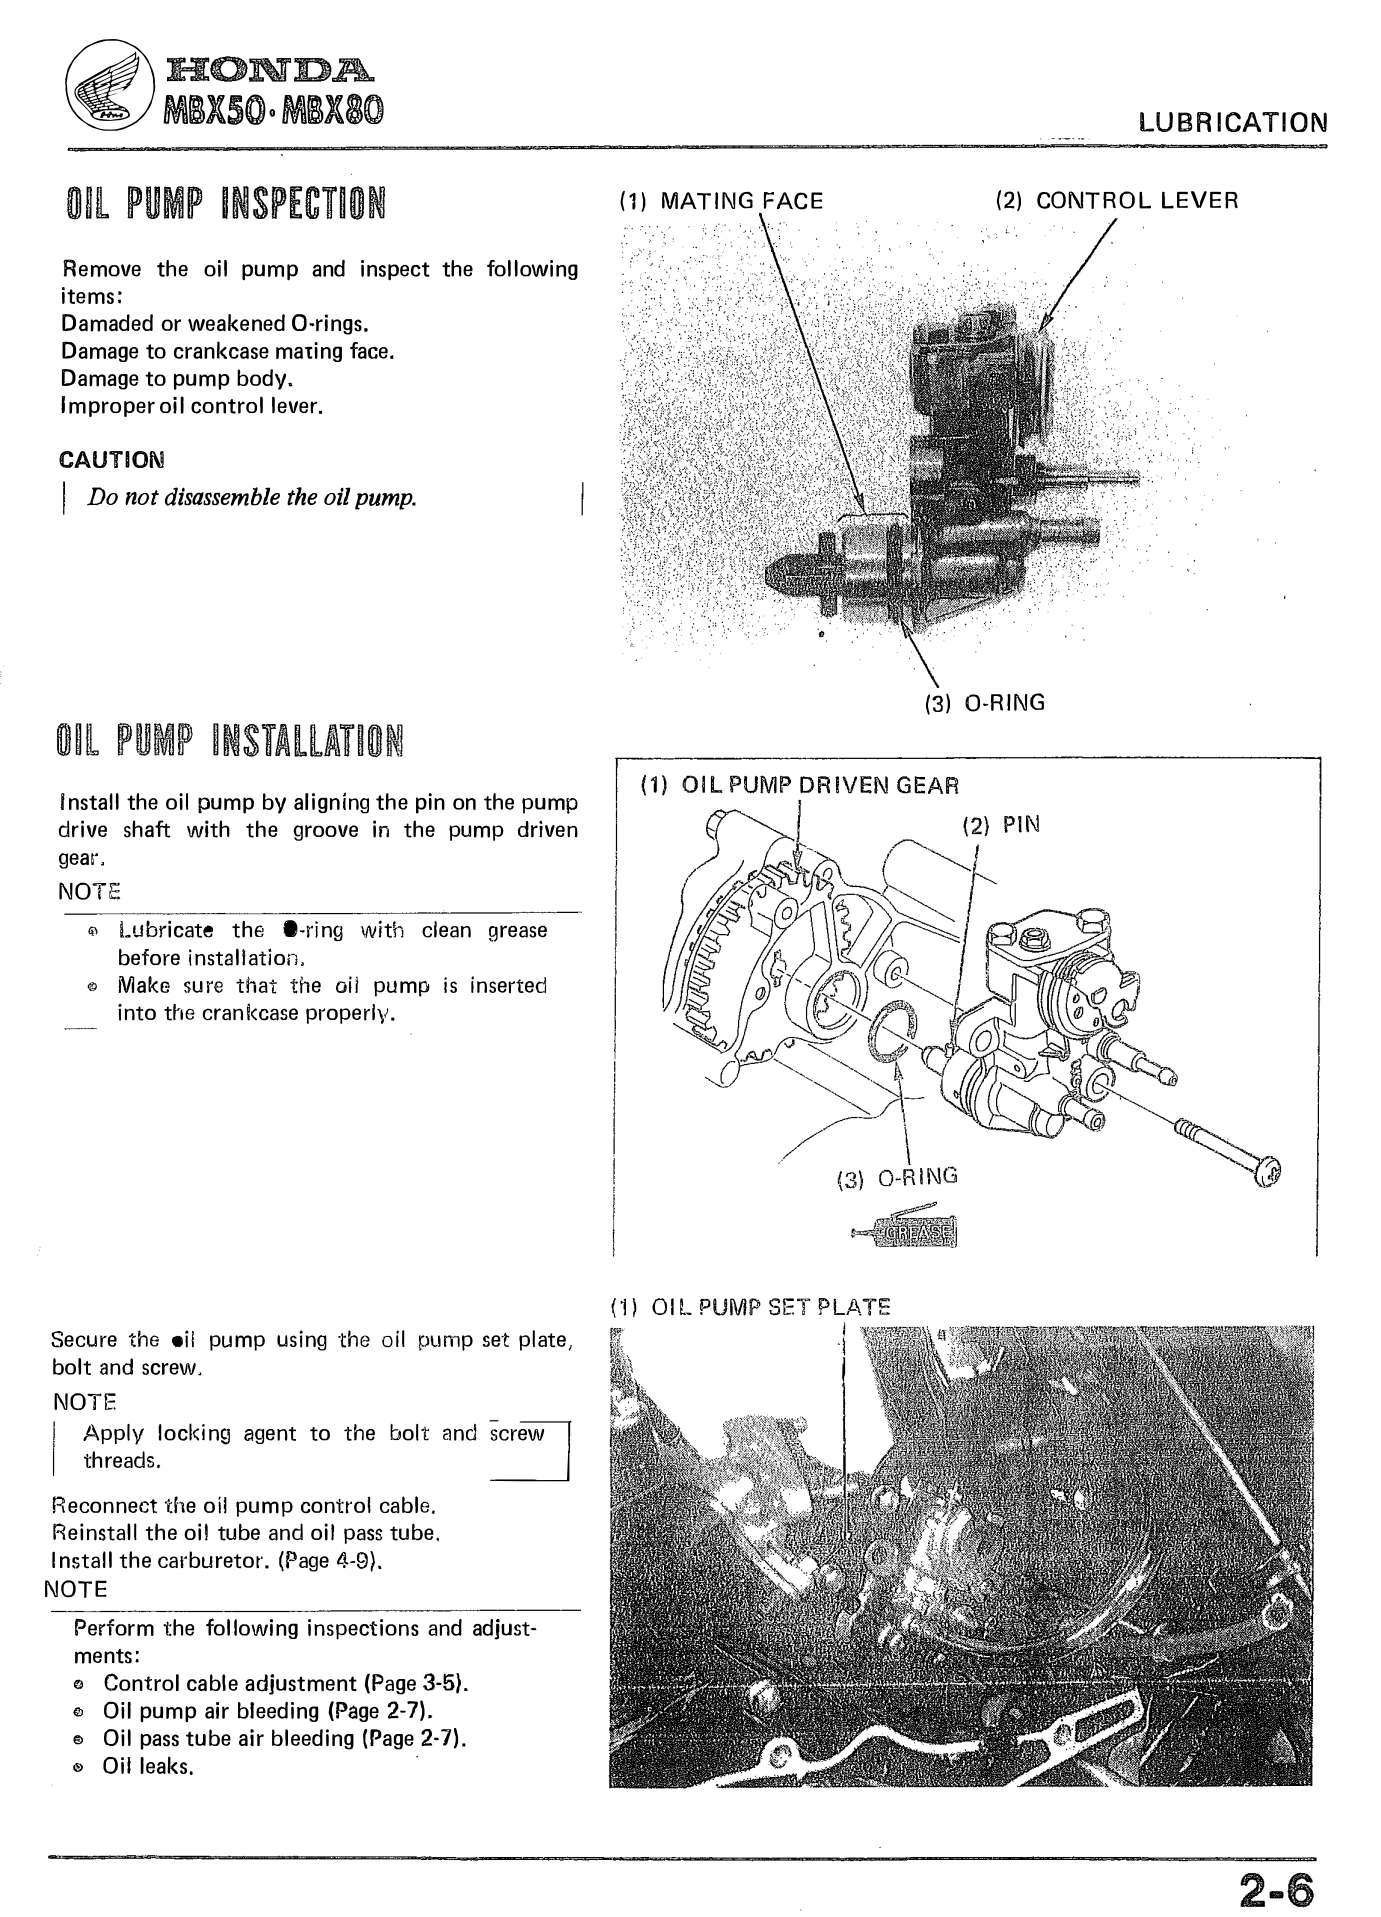 HONDA
MBX50·MBX80
LUBRICATION
OIL PUMP INSPECTION
Remove the oil pump and inspect the following
items:
Damaded or weakened O-rings.
Damage to crankcase mating face.
Damage to pump body.
Improper oil control lever.
CAUTION
Do not disassemble the oil pump.
(1) MATING FACE
(2) CONTROL LEVER
(3) O-RING
OIL PUMP INSTALLATION
Install the oil pump by aligning the pin on the pump
drive shaft with the groove in the pump driven
gear.
NOTE
Lubricate the O-ring with clean grease
before installation.
Make sure that the oil pump is inserted
into the crankcase properly.
(1) OIL PUMP DRIVEN GEAR
(2) PIN
(3) O-RING
GREASE
Secure the oil pump using the oil pump set plate,
bolt and screw.
NOTE
Apply locking agent to the bolt and screw
threads.
Reconnect the oil pump control cable.
Reinstall the oil tube and oil pass tube.
Install the carburetor. (Page 4-9).
NOTE
Perform the following inspections and adjust-
ments:
Control cable adjustment (Page 3-5).
Oil pump air bleeding (Page 2-7).
Oil pass tube air bleeding (Page 2-7).
Oil leaks.
(1) OIL PUMP SET PLATE
2-6